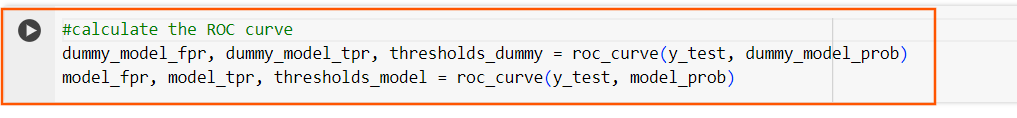 #calculate the ROC curve
dummy_model_fpr, dummy_model_tpr, thresholds_dummy = roc_curve(y_test, dummy_model_prob)
model_fpr, model_tpr, thresholds_model = roc_curve(y_test, model_prob)